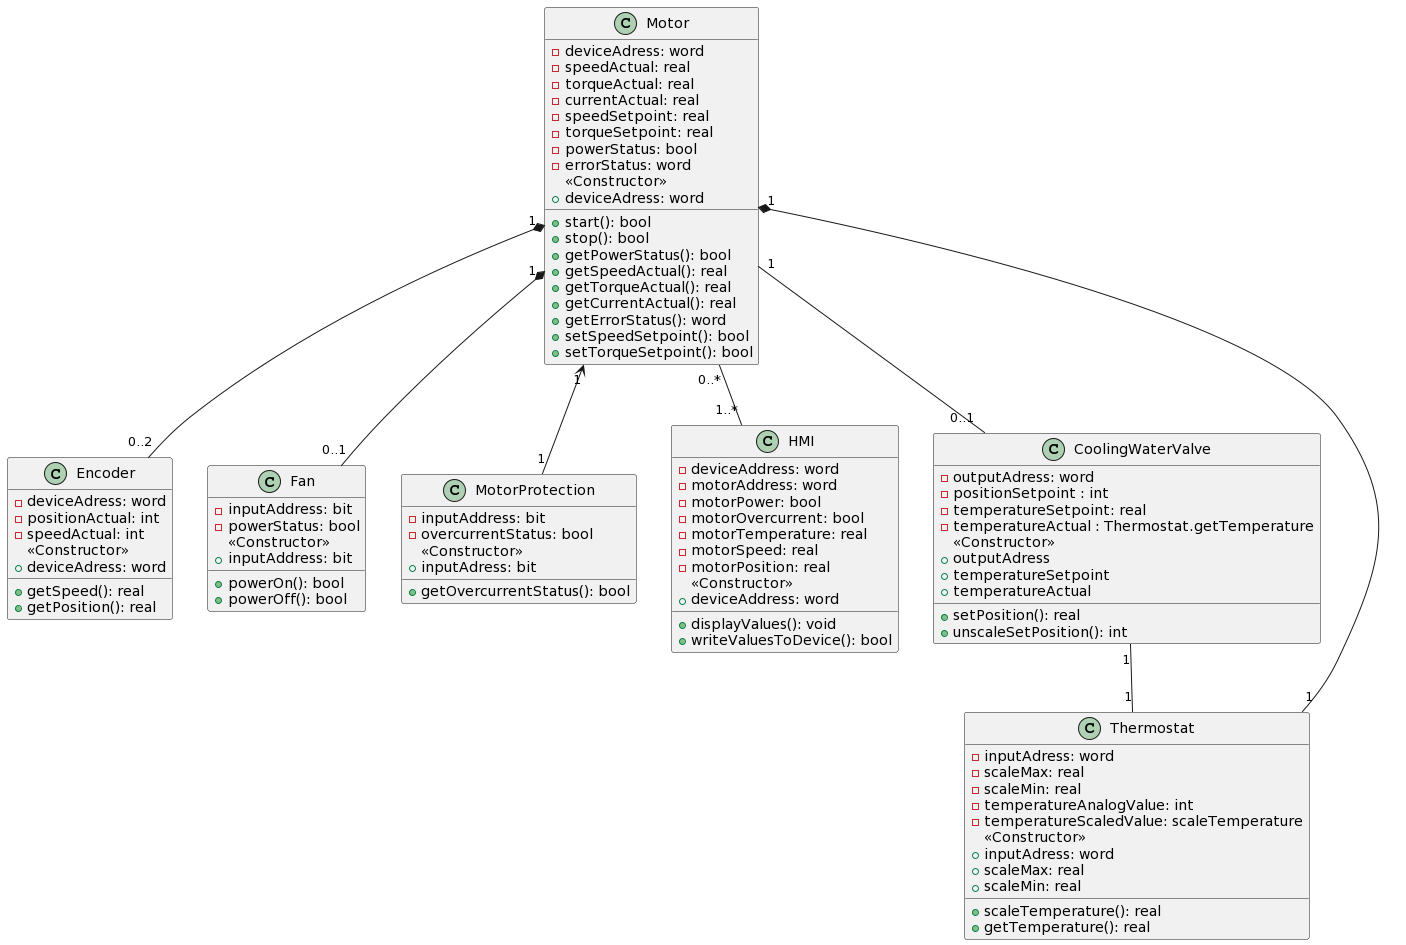 C Motor
deviceAdress: word
speedActual: real
torqueActual: real
currentActual: real
speedSetpoint: real
torqueSetpoint: real
powerStatus: bool
errorStatus: word
«Constructor»
deviceAdress: word
start(): bool
stop(): bool
getPowerStatus(): bool
getSpeedActual(): real
getTorqueActual(): real
getCurrentActual(): real
getErrorStatus(): word
setSpeedSetpoint(): bool
setTorqueSetpoint(): bool
1
1
1
1
1
0..*
0..2
0..1
1
1..*
0..1
C Encoder
deviceAdress: word
positionActual: int
speedActual: int
«Constructor»
deviceAdress: word
getSpeed(): real
getPosition(): real
C Fan
inputAddress: bit
powerStatus: bool
«Constructor»
inputAddress: bit
powerOn(): bool
powerOff(): bool
C MotorProtection
inputAddress: bit
overcurrentStatus: bool
«Constructor»
inputAdress: bit
getOvercurrentStatus(): bool
C HMI
deviceAddress: word
motorAddress: word
motorPower: bool
motorOvercurrent: bool
motorTemperature: real
motorSpeed: real
motorPosition: real
«Constructor»
deviceAddress: word
displayValues(): void
writeValuesToDevice(): bool
C CoolingWaterValve
outputAdress: word
positionSetpoint : int
temperatureSetpoint: real
temperatureActual : Thermostat.getTemperature
«Constructor»
outputAdress
temperatureSetpoint
temperatureActual
setPosition(): real
unscaleSetPosition(): int
1
1
1
C Thermostat
inputAdress: word
scaleMax: real
scaleMin: real
temperatureAnalogValue: int
temperatureScaledValue: scaleTemperature
«Constructor»
inputAdress: word
scaleMax: real
scaleMin: real
scaleTemperature(): real
getTemperature(): real